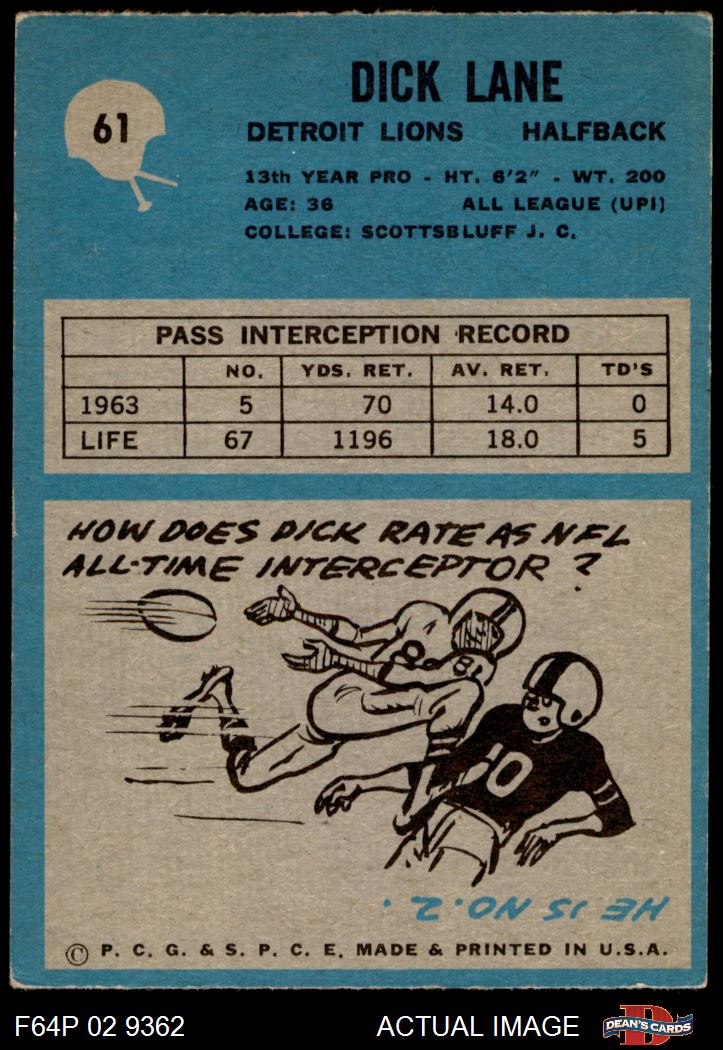 61
DICK LANE
DETROIT LIONS HALFBACK
13th YEAR PRO - HT. 6'2" - WT. 200
AGE: 36 ALL LEAGUE (UPI)
COLLEGE: SCOTTSBLUFF J. C.
PASS INTERCEPTION RECORD
NO. YDS. RET. AV. RET. TD'S
1963 5 70 14.0 0
LIFE 67 1196 18.0 5
HOW DOES DICK RATE AS NFL
ALL-TIME INTERCEPTOR ?
8
0
HE IS NO. 2.
© P. C. G. & S. P. C. E. MADE & PRINTED IN U.S.A.
F64P 02 9362 ACTUAL IMAGE D DEAN'S CARDS